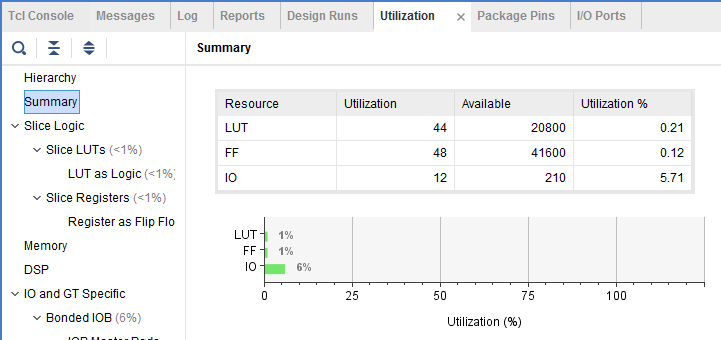 Tcl Console Messages Log Reports Design Runs Utilization Package Pins I/O Ports
Summary
Hierarchy
Summary
Slice Logic
Slice LUTs (<1%)
LUT as Logic (<1%)
Slice Registers (<1%)
Register as Flip Flo
Memory
DSP
IO and GT Specific
Bonded IOB (6%)
Resource Utilization Available Utilization %
LUT 44 20800 0.21
FF 48 41600 0.12
IO 12 210 5.71
LUT 1%
FF 1%
IO 6%
0 25 50 75 100
Utilization (%)